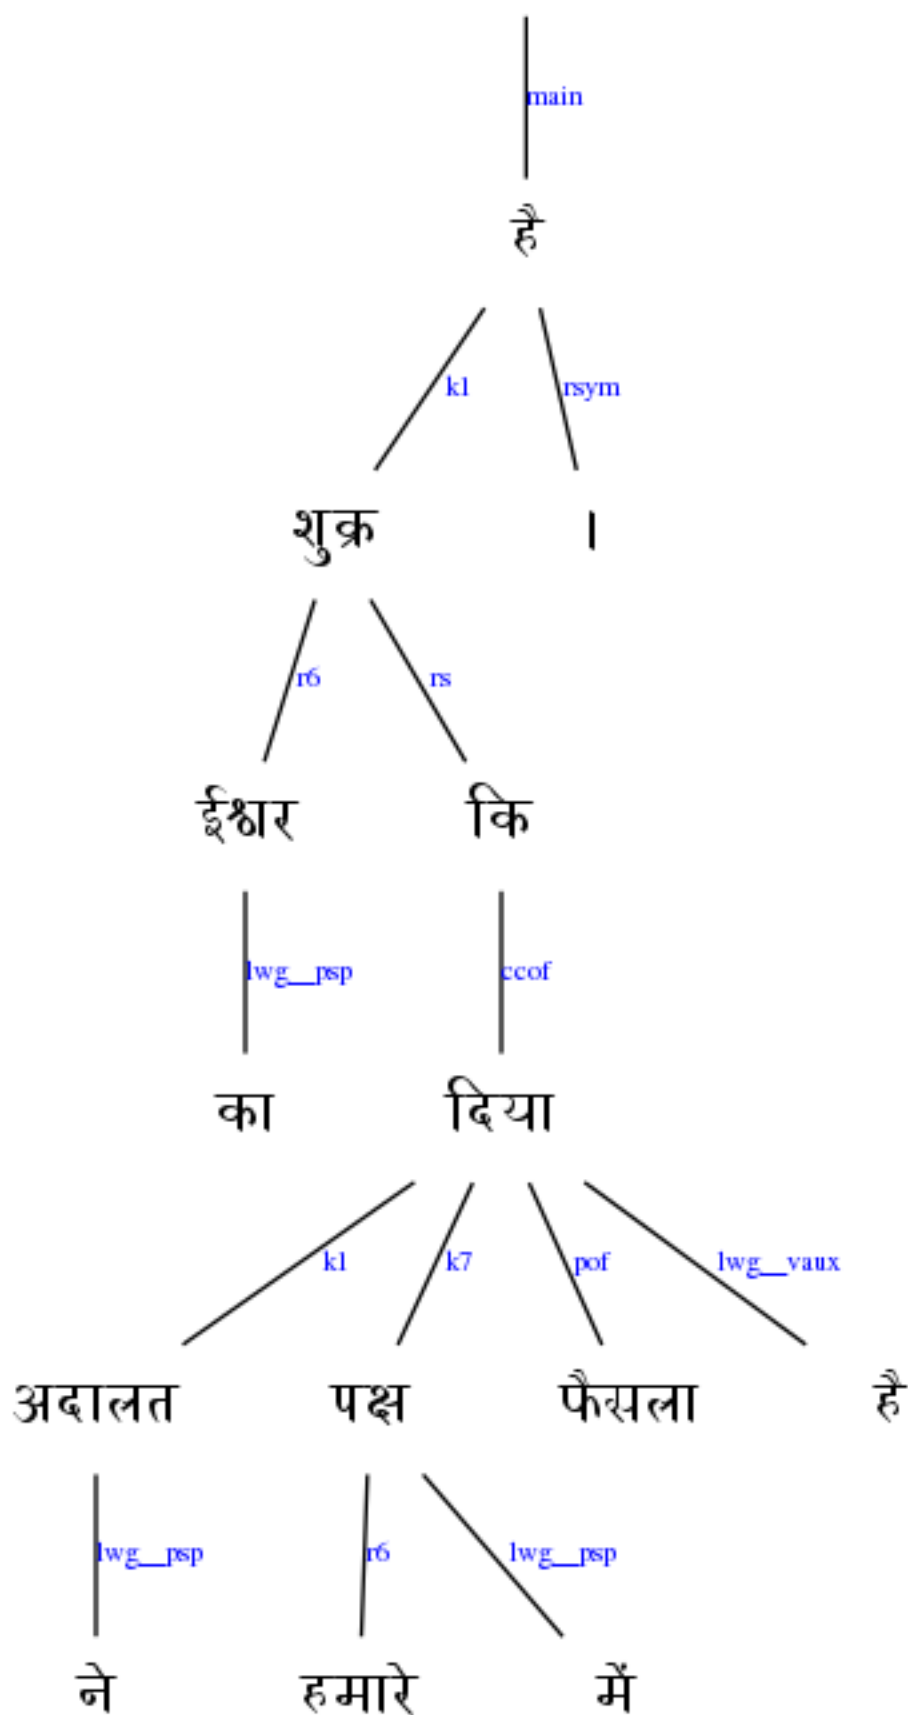 main
है
k1 rsym
शुक्र ।
r6 rs
ईश्वर कि
lwg__psp ccof
का दिया
k1 k7 pof lwg__vaux
अदालत पक्ष फैसला है
lwg__psp r6 lwg__psp
ने हमारे में